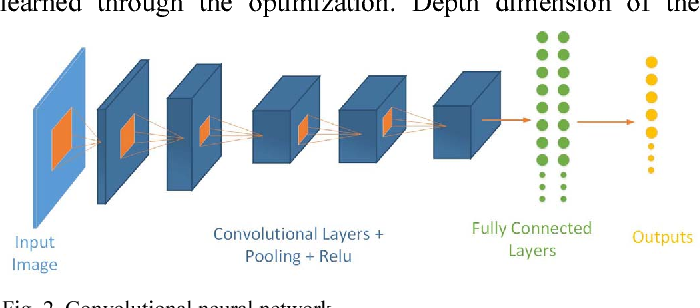 learned through the optimization. Depth dimension of the
Input
Image
Convolutional Layers +
Pooling + Relu
Fully Connected
Layers
Outputs
Fig. 2. Convolutional neural network